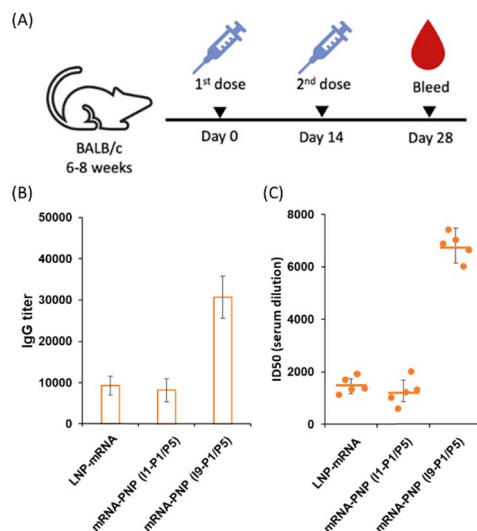 (A)
1st dose
2nd dose
Bleed
Day 0
Day 14
Day 28
BALB/c
6-8 weeks
(B)
50000
40000
30000
20000
10000
0
IgG titer
LNP-mRNA
mRNA-PNP (I1-P1/P5)
mRNA-PNP (I9-P1/P5)
(C)
8000
6000
4000
2000
0
ID50 (serum dilution)
LNP-mRNA
mRNA-PNP (I1-P1/P5)
mRNA-PNP (I9-P1/P5)